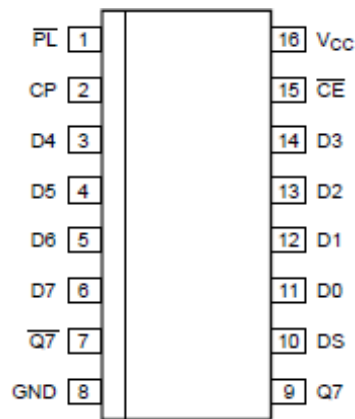 PL 1 16 VCC
CP 2 15 CE
D4 3 14 D3
D5 4 13 D2
D6 5 12 D1
D7 6 11 D0
Q7 7 10 DS
GND 8 9 Q7